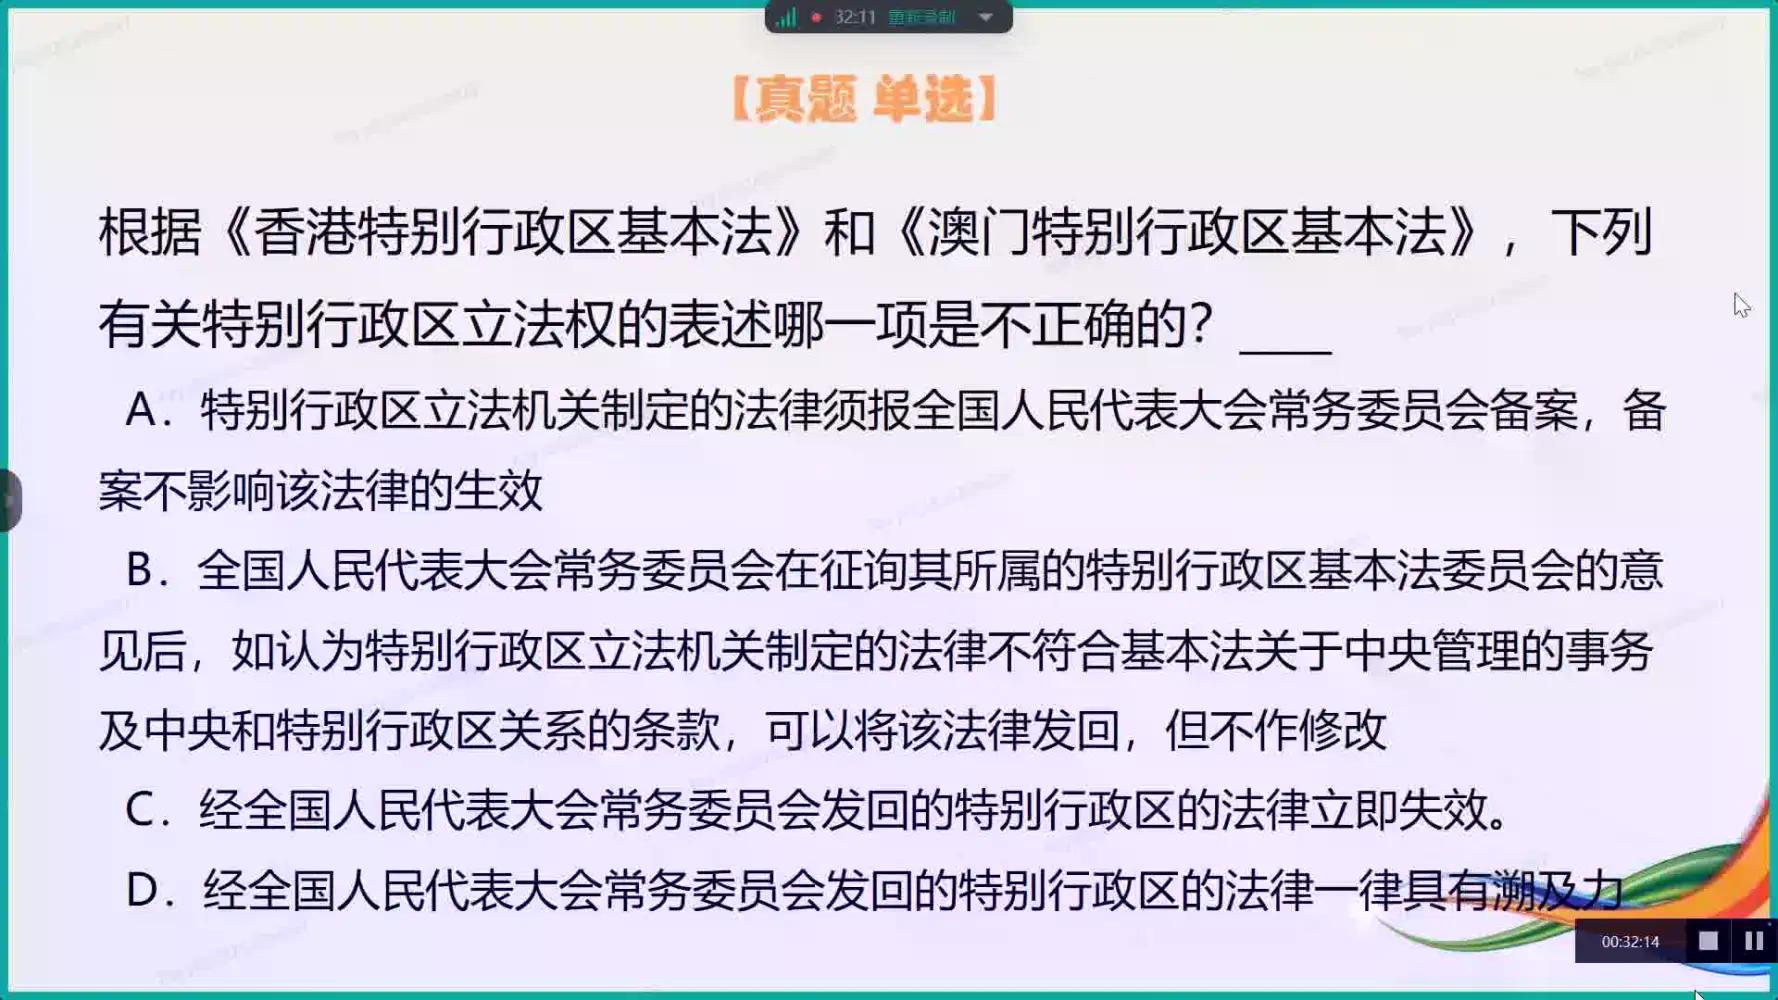 32:11 重新录制
【真题 单选】
根据《香港特别行政区基本法》和《澳门特别行政区基本法》，下列
有关特别行政区立法权的表述哪一项是不正确的？____
A．特别行政区立法机关制定的法律须报全国人民代表大会常务委员会备案，备
案不影响该法律的生效
B．全国人民代表大会常务委员会在征询其所属的特别行政区基本法委员会的意
见后，如认为特别行政区立法机关制定的法律不符合基本法关于中央管理的事务
及中央和特别行政区关系的条款，可以将该法律发回，但不作修改
C．经全国人民代表大会常务委员会发回的特别行政区的法律立即失效。
D．经全国人民代表大会常务委员会发回的特别行政区的法律一律具有溯及力
00:32:14